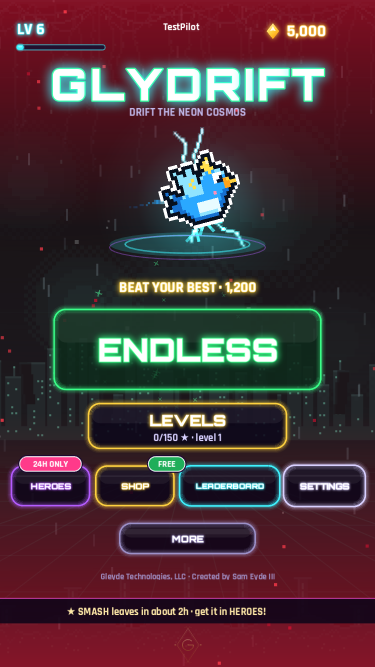 LV 6
TestPilot
5,000
GLYDRIFT
DRIFT THE NEON COSMOS
BEAT YOUR BEST · 1,200
ENDLESS
LEVELS
0/150 ★ · level 1
24H ONLY
FREE
HEROES
SHOP
LEADERBOARD
SETTINGS
MORE
Gleyde Technologies, LLC · Created by Sam Eyde III
★ SMASH leaves in about 2h · get it in HEROES!
G